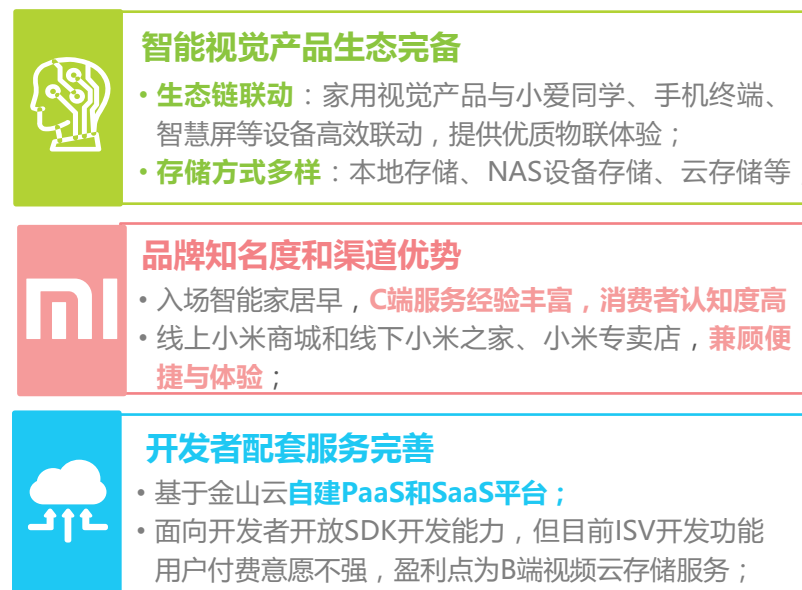 智能视觉产品生态完备
• 生态链联动：家用视觉产品与小爱同学、手机终端、
智慧屏等设备高效联动，提供优质物联体验；
• 存储方式多样：本地存储、NAS设备存储、云存储等
mi
品牌知名度和渠道优势
• 入场智能家居早，C端服务经验丰富，消费者认知度高
• 线上小米商城和线下小米之家、小米专卖店，兼顾便
捷与体验；
开发者配套服务完善
• 基于金山云自建PaaS和SaaS平台；
• 面向开发者开放SDK开发能力，但目前ISV开发功能
用户付费意愿不强，盈利点为B端视频云存储服务；